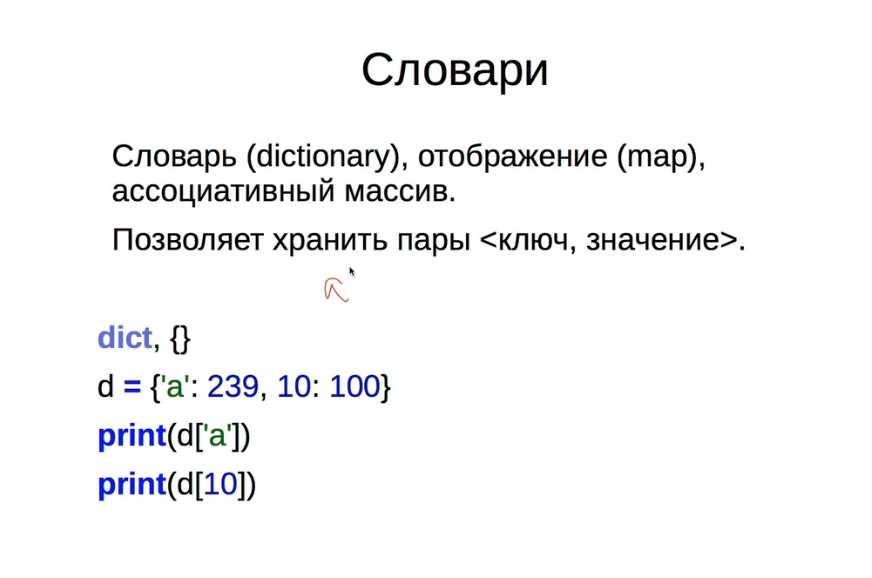 Словари
Словарь (dictionary), отображение (map),
ассоциативный массив.
Позволяет хранить пары <ключ, значение>.
dict, {}
d = {'a': 239, 10: 100}
print(d['a'])
print(d[10])